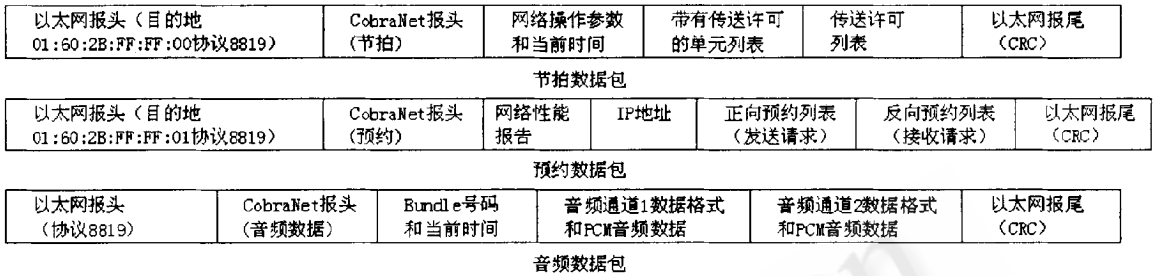 以太网报头（目的地
01:60:2B:FF:FF:00协议8819）
CobraNet报头
(节拍)
网络操作参数
和当前时间
带有传送许可
的单元列表
传送许可
列表
以太网报尾
（CRC）
节拍数据包
以太网报头（目的地
01:60:2B:FF:FF:01协议8819）
CobraNet报头
(预约)
网络性能
报告
IP地址
正向预约列表
（发送请求）
反向预约列表
（接收请求）
以太网报尾
（CRC）
预约数据包
以太网报头
（协议8819）
CobraNet报头
(音频数据)
Bundle号码
和当前时间
音频通道1数据格式
和PCM音频数据
音频通道2数据格式
和PCM音频数据
以太网报尾
（CRC）
音频数据包